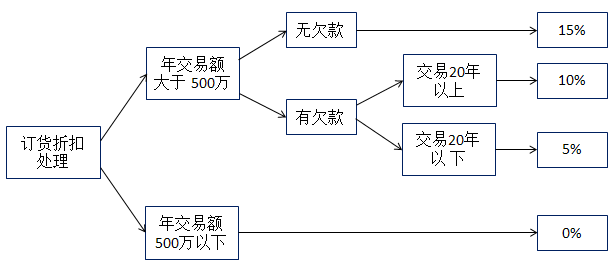 无欠款
15%
年交易额
大于 500万
交易20年
以上
10%
有欠款
订货折扣
处理
交易20年
以 下
5%
年交易额
500万以下
0%